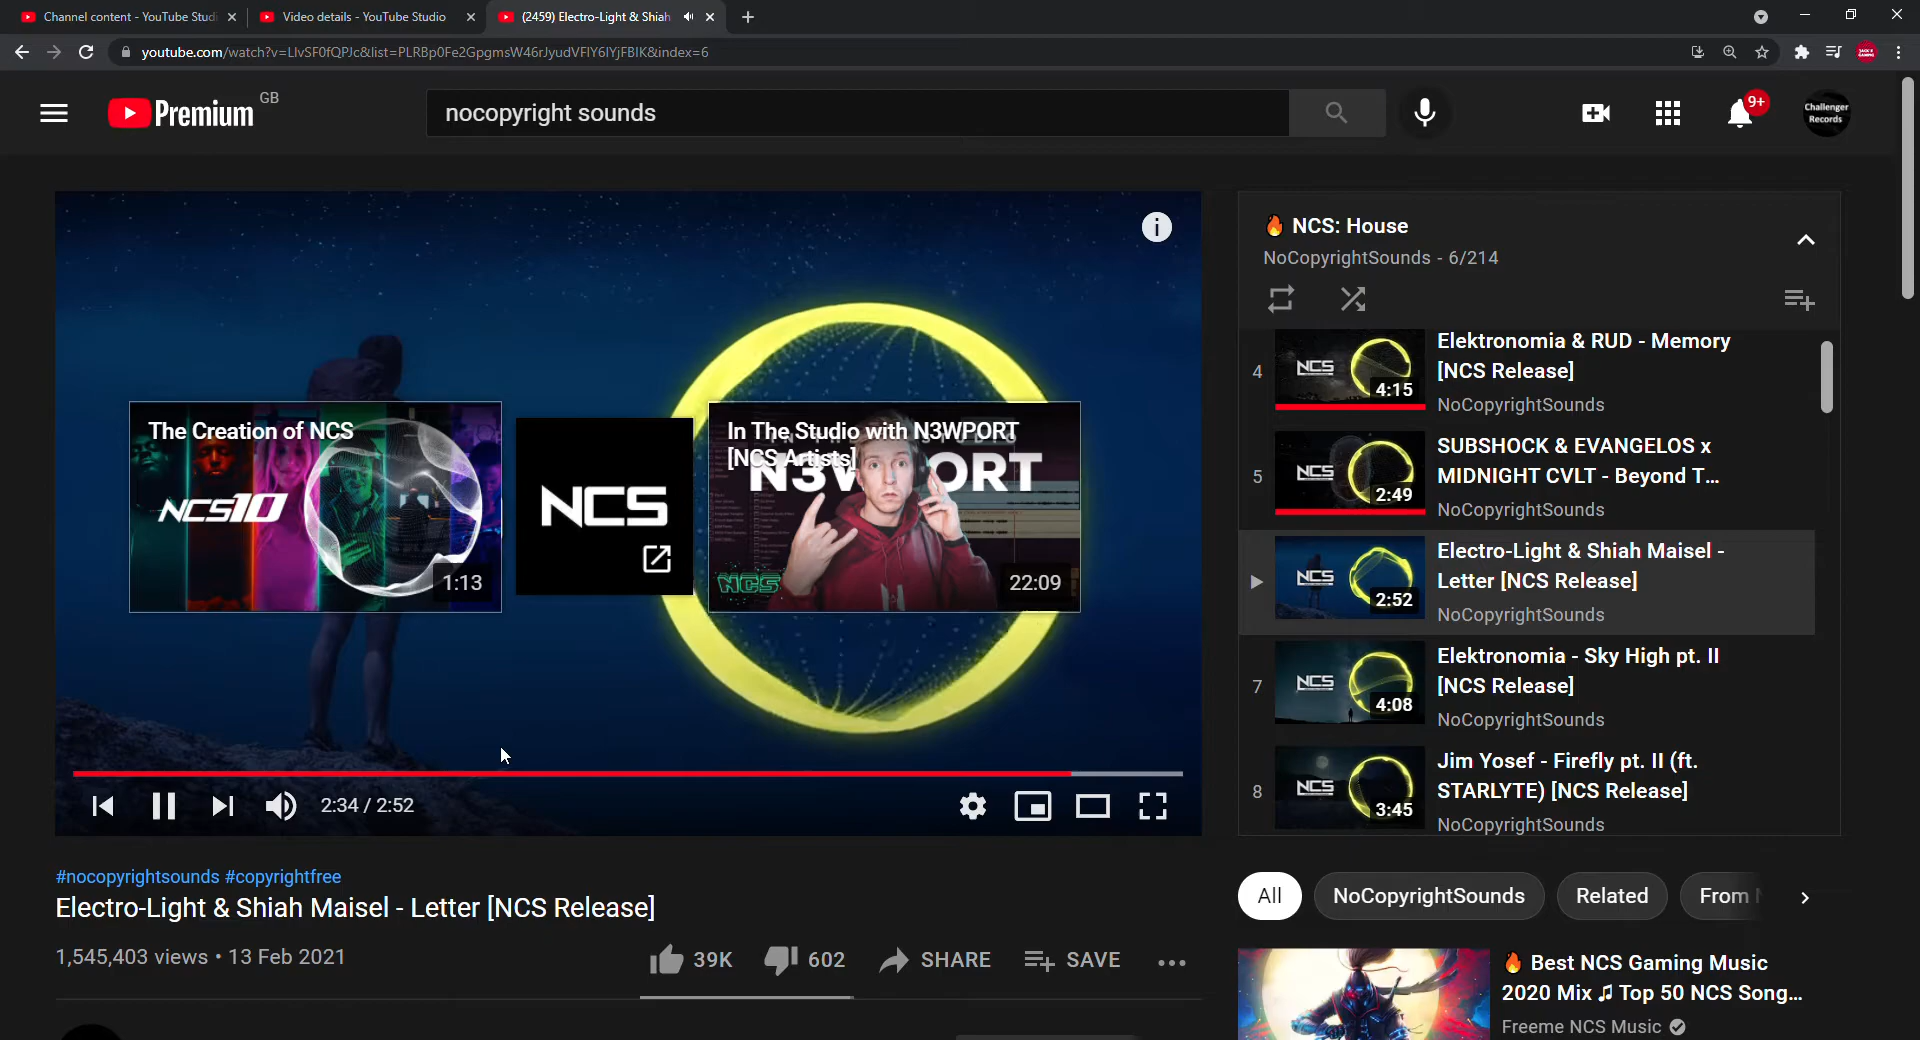 Channel content - YouTube Studi
Video details - YouTube Studio
(2459) Electro-Light & Shiah
youtube.com/watch?v=LIvSF0fQPJc&list=PLRBp0Fe2GpgmsW46rJyudVFIY6IYjFBIK&index=6
Premium GB
nocopyright sounds
9+
Challenger
Records
The Creation of NCS
NCS10
1:13
NCS
In The Studio with N3WPORT
[NCS Artists]
NCS
22:09
2:34 / 2:52
🔥 NCS: House
NoCopyrightSounds - 6/214
4
NCS
4:15
Elektronomia & RUD - Memory
[NCS Release]
NoCopyrightSounds
5
NCS
2:49
SUBSHOCK & EVANGELOS x
MIDNIGHT CVLT - Beyond T...
NoCopyrightSounds
NCS
2:52
Electro-Light & Shiah Maisel -
Letter [NCS Release]
NoCopyrightSounds
7
NCS
4:08
Elektronomia - Sky High pt. II
[NCS Release]
NoCopyrightSounds
8
NCS
3:45
Jim Yosef - Firefly pt. II (ft.
STARLYTE) [NCS Release]
NoCopyrightSounds
#nocopyrightsounds #copyrightfree
Electro-Light & Shiah Maisel - Letter [NCS Release]
1,545,403 views • 13 Feb 2021
39K
602
SHARE
SAVE
All
NoCopyrightSounds
Related
From
🔥 Best NCS Gaming Music
2020 Mix ♫ Top 50 NCS Song...
Freeme NCS Music